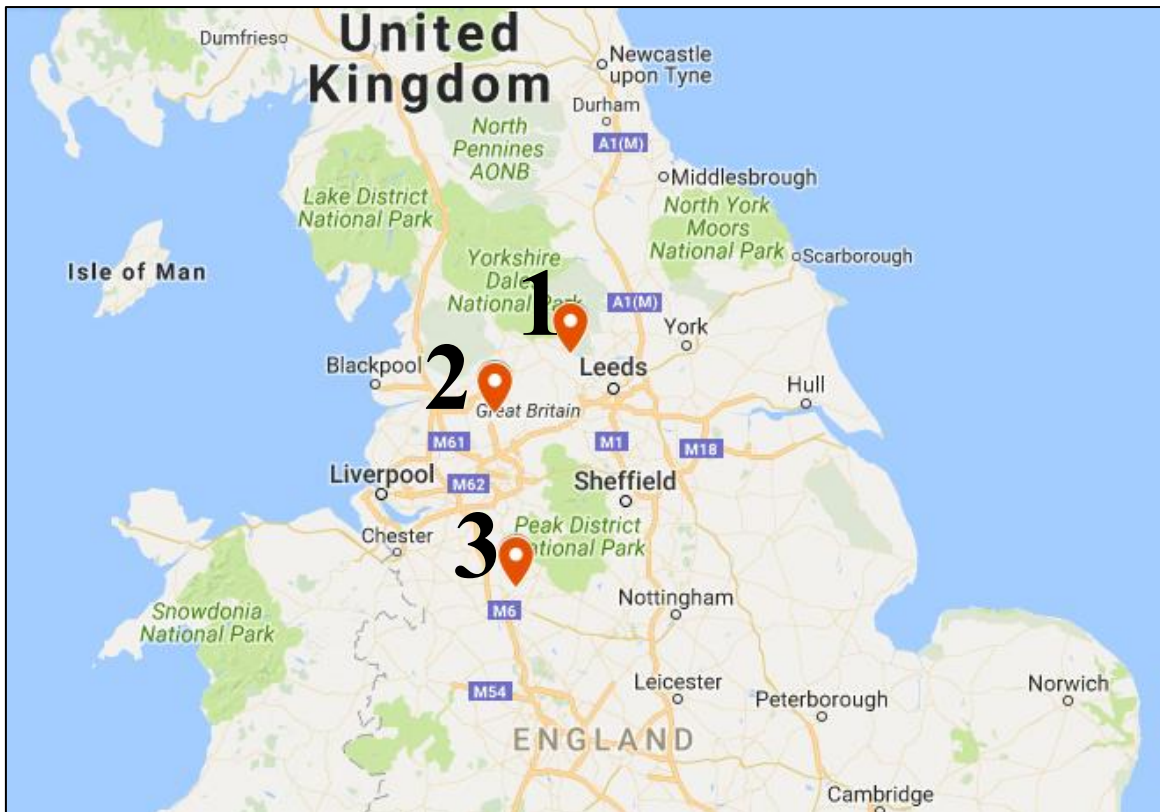 United
Kingdom
Dumfries
Newcastle
upon Tyne
Durham
North
Pennines
AONB
A1(M)
Middlesbrough
Lake District
National Park
North York
Moors
National Park
Scarborough
Isle of Man
Yorkshire
Dales
National Park
1
A1(M)
York
Blackpool
2
Leeds
Great Britain
Hull
M61
M1
M18
Liverpool
M62
Sheffield
Chester
3
Peak District
National Park
M6
Nottingham
Snowdonia
National Park
M54
Leicester
Peterborough
Norwich
ENGLAND
Cambridge